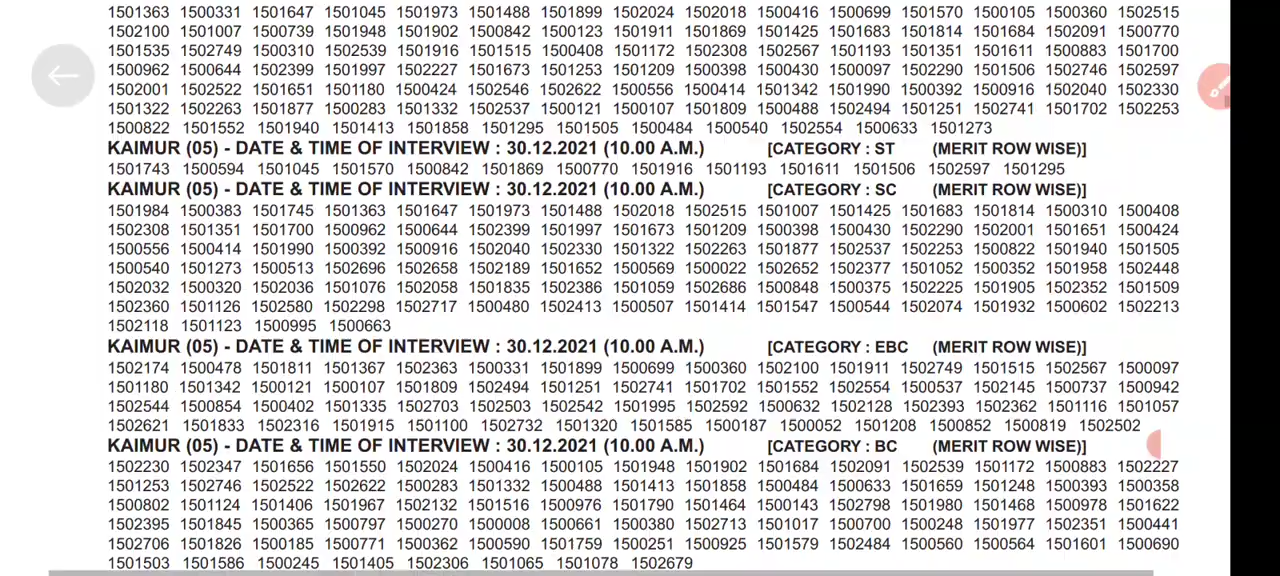 1501363 1500331 1501647 1501045 1501973 1501488 1501899 1502024 1502018 1500416 1500699 1501570 1500105 1500360 1502515
1502100 1501007 1500739 1501948 1501902 1500842 1500123 1501911 1501869 1501425 1501683 1501814 1501684 1502091 1500770
1501535 1502749 1500310 1502539 1501916 1501515 1500408 1501172 1502308 1502567 1501193 1501351 1501611 1500883 1501700
1500962 1500644 1502399 1501997 1502227 1501673 1501253 1501209 1500398 1500430 1500097 1502290 1501506 1502746 1502597
1502001 1502522 1501651 1501180 1500424 1502546 1502622 1500556 1500414 1501342 1501990 1500392 1500916 1502040 1502330
1501322 1502263 1501877 1500283 1501332 1502537 1500121 1500107 1501809 1500488 1502494 1501251 1502741 1501702 1502253
1500822 1501552 1501940 1501413 1501858 1501295 1501505 1500484 1500540 1502554 1500633 1501273
KAIMUR (05) - DATE & TIME OF INTERVIEW : 30.12.2021 (10.00 A.M.) [CATEGORY : ST (MERIT ROW WISE)]
1501743 1500594 1501045 1501570 1500842 1501869 1500770 1501916 1501193 1501611 1501506 1502597 1501295
KAIMUR (05) - DATE & TIME OF INTERVIEW : 30.12.2021 (10.00 A.M.) [CATEGORY : SC (MERIT ROW WISE)]
1501984 1500383 1501745 1501363 1501647 1501973 1501488 1502018 1502515 1501007 1501425 1501683 1501814 1500310 1500408
1502308 1501351 1501700 1500962 1500644 1502399 1501997 1501673 1501209 1500398 1500430 1502290 1502001 1501651 1500424
1500556 1500414 1501990 1500392 1500916 1502040 1502330 1501322 1502263 1501877 1502537 1502253 1500822 1501940 1501505
1500540 1501273 1500513 1502696 1502658 1502189 1501652 1500569 1500022 1502652 1502377 1501052 1500352 1501958 1502448
1502032 1500320 1502036 1501076 1502058 1501835 1502386 1501059 1502686 1500848 1500375 1502225 1501905 1502352 1501509
1502360 1501126 1502580 1502298 1502717 1500480 1502413 1500507 1501414 1501547 1500544 1502074 1501932 1500602 1502213
1502118 1501123 1500995 1500663
KAIMUR (05) - DATE & TIME OF INTERVIEW : 30.12.2021 (10.00 A.M.) [CATEGORY : EBC (MERIT ROW WISE)]
1502174 1500478 1501811 1501367 1502363 1500331 1501899 1500699 1500360 1502100 1501911 1502749 1501515 1502567 1500097
1501180 1501342 1500121 1500107 1501809 1502494 1501251 1502741 1501702 1501552 1502554 1500537 1502145 1500737 1500942
1502544 1500854 1500402 1501335 1502703 1502503 1502542 1501995 1502592 1500632 1502128 1502393 1502362 1501116 1501057
1502621 1501833 1502316 1501915 1501100 1502732 1501320 1501585 1500187 1500052 1501208 1500852 1500819 1502502
KAIMUR (05) - DATE & TIME OF INTERVIEW : 30.12.2021 (10.00 A.M.) [CATEGORY : BC (MERIT ROW WISE)]
1502230 1502347 1501656 1501550 1502024 1500416 1500105 1501948 1501902 1501684 1502091 1502539 1501172 1500883 1502227
1501253 1502746 1502522 1502622 1500283 1501332 1500488 1501413 1501858 1500484 1500633 1501659 1501248 1500393 1500358
1500802 1501124 1501406 1501967 1502132 1501516 1500976 1501790 1501464 1500143 1502798 1501980 1501468 1500978 1501622
1502395 1501845 1500365 1500797 1500270 1500008 1500661 1500380 1502713 1501017 1500700 1500248 1501977 1502351 1500441
1502706 1501826 1500185 1500771 1500362 1500590 1501759 1500251 1500925 1501579 1502484 1500560 1500564 1501601 1500690
1501503 1501586 1500245 1501405 1502306 1501065 1501078 1502679